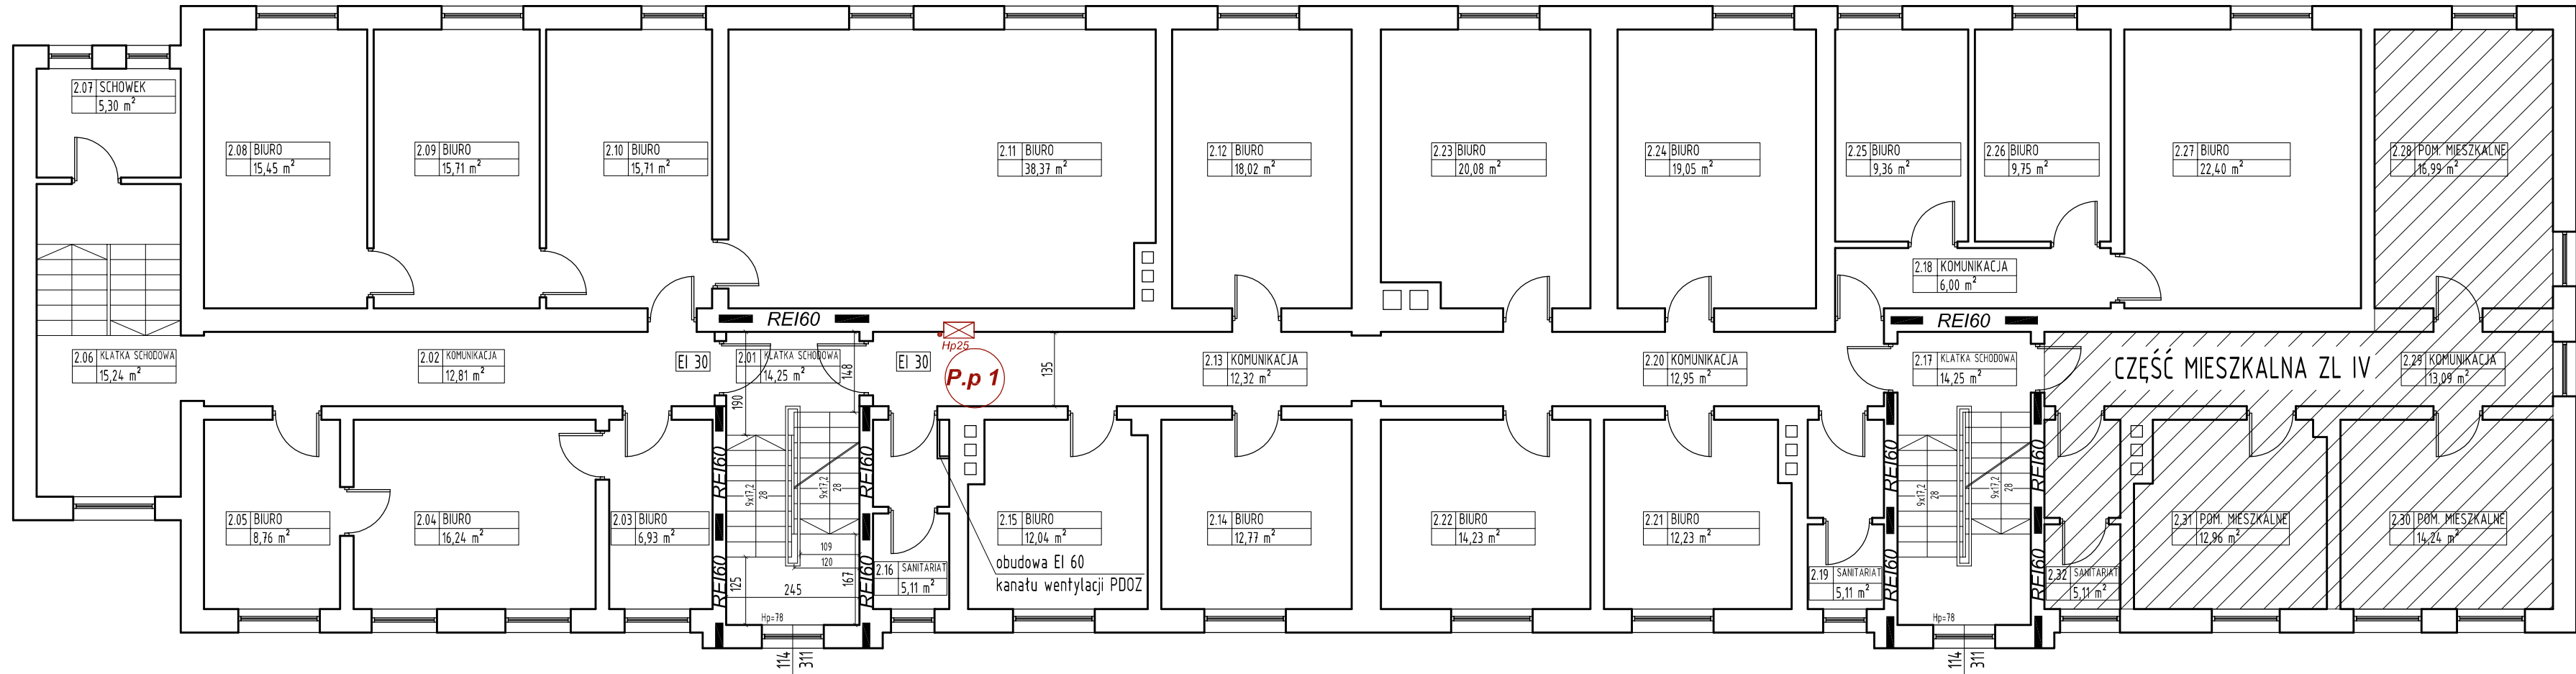 2.07 SCHOWEK
5,30 m²
2.08 BIURO
15,45 m²
2.09 BIURO
15,71 m²
2.10 BIURO
15,71 m²
2.11 BIURO
38,37 m²
2.12 BIURO
18,02 m²
2.23 BIURO
20,08 m²
2.24 BIURO
19,05 m²
2.25 BIURO
9,36 m²
2.26 BIURO
9,75 m²
2.27 BIURO
22,40 m²
2.28 POM. MIESZKALNE
16,99 m²
2.18 KOMUNIKACJA
6,00 m²
REI60
REI60
Hp25
P.p 1
2.06 KLATKA SCHODOWA
15,24 m²
2.02 KOMUNIKACJA
12,81 m²
EI 30
2.01 KLATKA SCHODOWA
14,25 m²
148
190
EI 30
135
2.13 KOMUNIKACJA
12,32 m²
2.20 KOMUNIKACJA
12,95 m²
2.17 KLATKA SCHODOWA
14,25 m²
CZĘŚĆ MIESZKALNA ZL IV
2.29 KOMUNIKACJA
13,09 m²
REI60
REI60
REI60
REI60
9x17,2
28
9x17,2
28
9x17,2
28
9x17,2
28
2.05 BIURO
8,76 m²
2.04 BIURO
16,24 m²
2.03 BIURO
6,93 m²
2.15 BIURO
12,04 m²
2.14 BIURO
12,77 m²
2.22 BIURO
14,23 m²
2.21 BIURO
12,23 m²
2.31 POM. MIESZKALNE
12,96 m²
2.30 POM. MIESZKALNE
14,24 m²
109
120
125
167
245
REI60
REI60
REI60
REI60
2.16 SANITARIAT
5,11 m²
obudowa EI 60
kanału wentylacji PDOZ
2.19 SANITARIAT
5,11 m²
2.32 SANITARIAT
5,11 m²
Hp=78
Hp=78
114
311
114
311